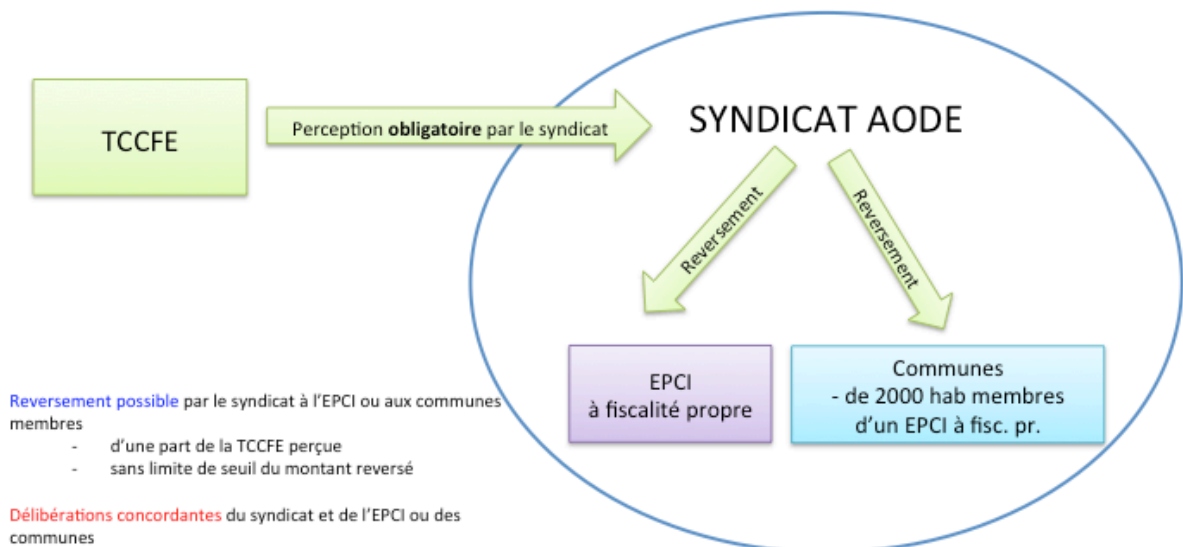 TCCFE
Perception obligatoire par le syndicat
SYNDICAT AODE
Reversement
Reversement
EPCI
à fiscalité propre
Communes
- de 2000 hab membres
d'un EPCI à fisc. pr.
Reversement possible par le syndicat à l'EPCI ou aux communes
membres
- d'une part de la TCCFE perçue
- sans limite de seuil du montant reversé
Délibérations concordantes du syndicat et de l'EPCI ou des
communes